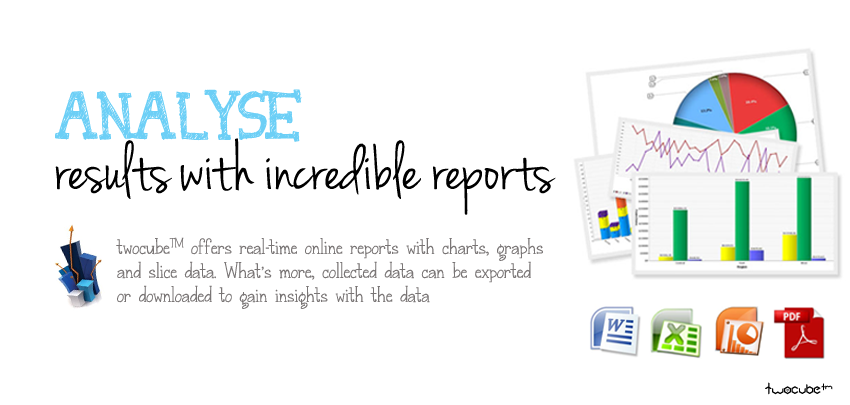 ANALYSE
results with incredible reports
twocube™ offers real-time online reports with charts, graphs
and slice data. What's more, collected data can be exported
or downloaded to gain insights with the data
PDF
twocube™